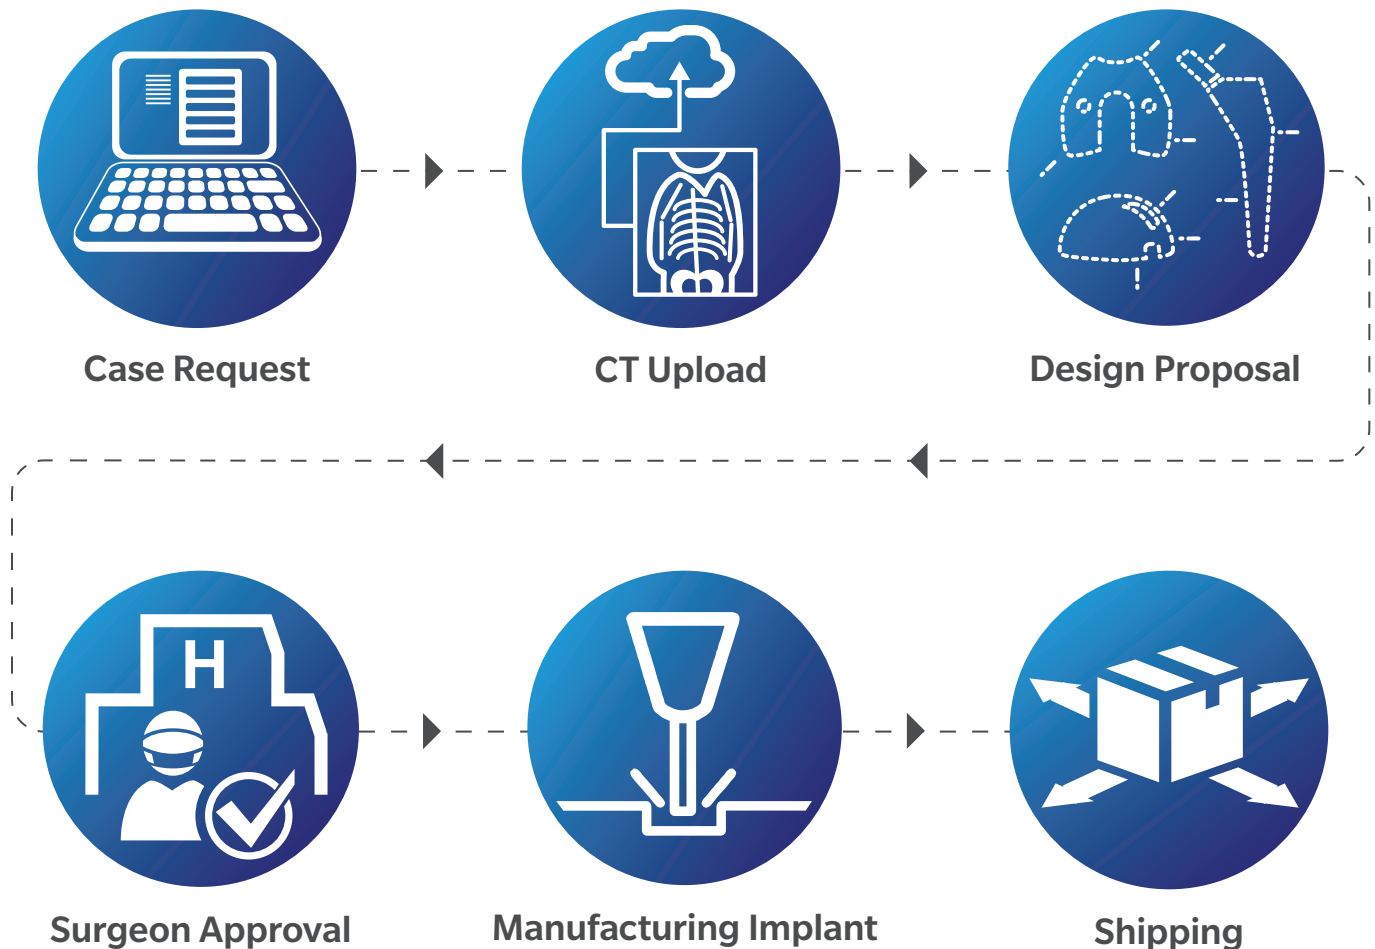 Case Request
CT Upload
Design Proposal
H
Surgeon Approval
Manufacturing Implant
Shipping